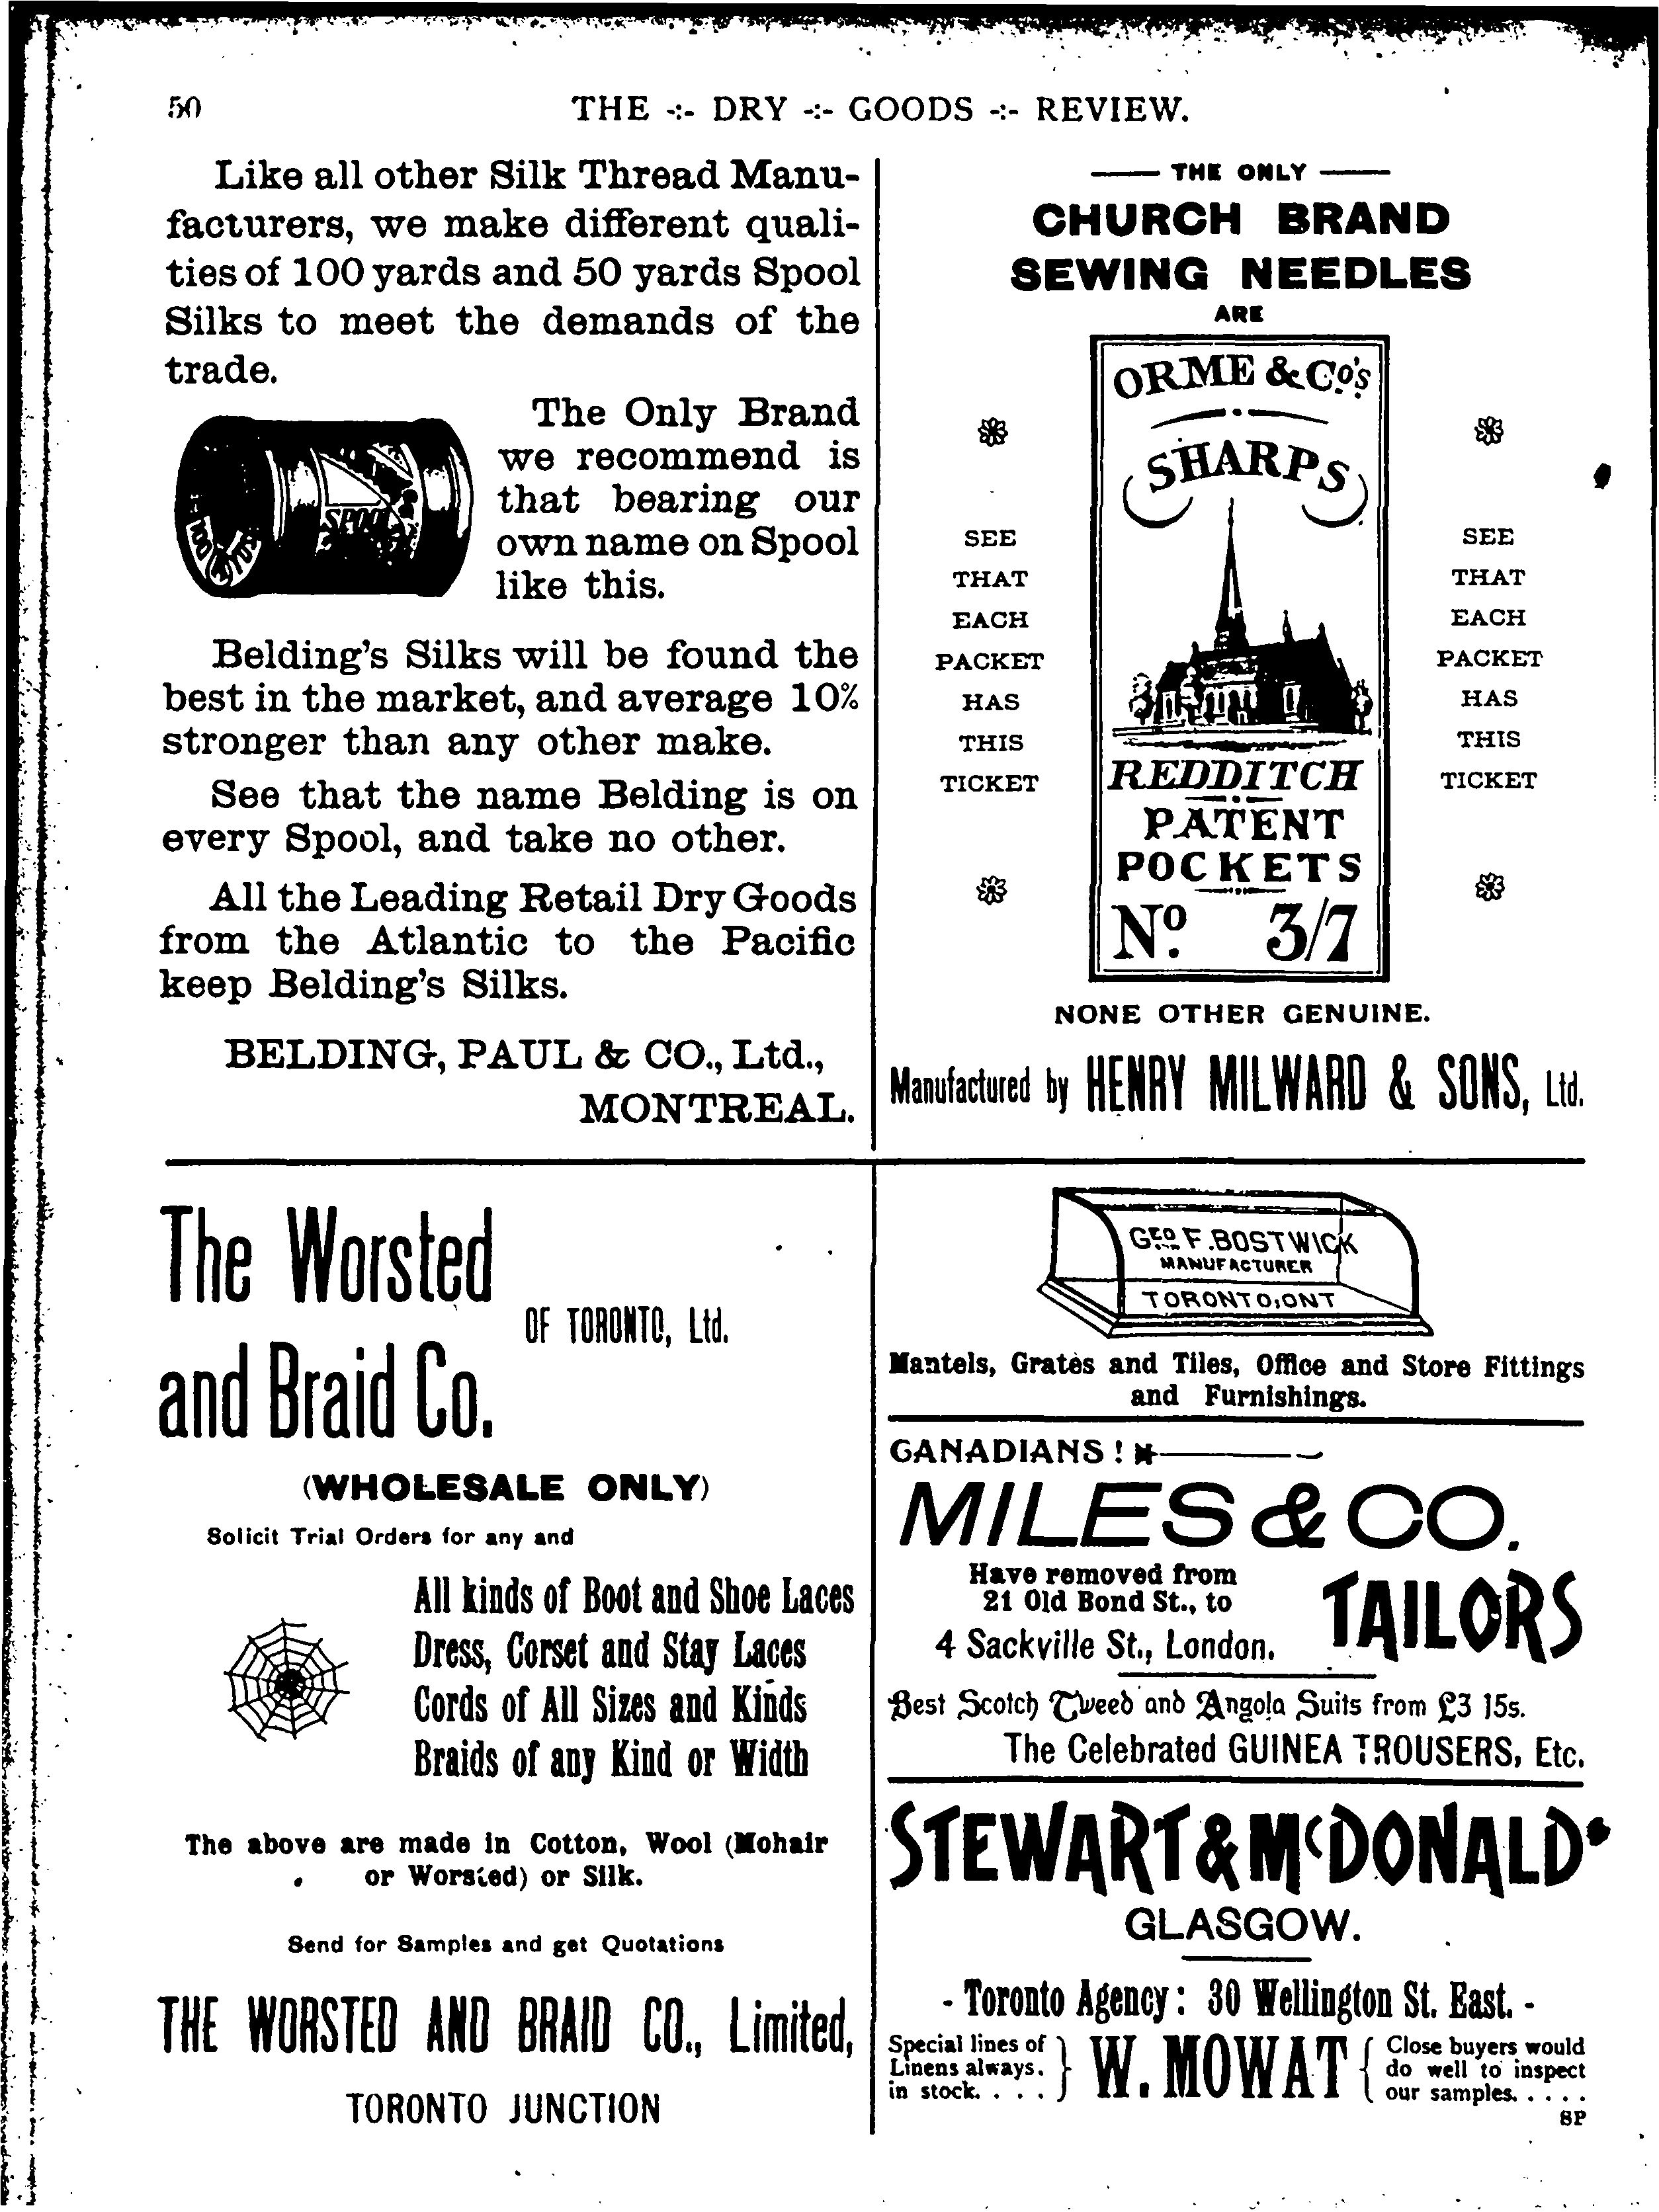 50
THE -:- DRY -:- GOODS -:- REVIEW.
Like all other Silk Thread Manu-
facturers, we make different quali-
ties of 100 yards and 50 yards Spool
Silks to meet the demands of the
trade.
The Only Brand
we recommend is
that bearing our
own name on Spool
like this.
SPOOL
100
Belding's Silks will be found the
best in the market, and average 10%
stronger than any other make.
See that the name Belding is on
every Spool, and take no other.
All the Leading Retail Dry Goods
from the Atlantic to the Pacific
keep Belding's Silks.
BELDING, PAUL & CO., Ltd.,
MONTREAL.
THE ONLY
CHURCH BRAND
SEWING NEEDLES
ARE
SEE
THAT
EACH
PACKET
HAS
THIS
TICKET
ORME & Co's
SHARPS
REDDITCH
PATENT
POCKETS
No. 3/7
SEE
THAT
EACH
PACKET
HAS
THIS
TICKET
NONE OTHER GENUINE.
Manufactured by HENRY MILWARD & SONS, Ltd.
The Worsted
and Braid Co.
OF TORONTO, Ltd.
(WHOLESALE ONLY)
Solicit Trial Orders for any and
All kinds of Boot and Shoe Laces
Dress, Corset and Stay Laces
Cords of All Sizes and Kinds
Braids of any Kind or Width
The above are made in Cotton, Wool (Mohair
or Worsted) or Silk.
Send for Samples and get Quotations
THE WORSTED AND BRAID CO., Limited,
TORONTO JUNCTION
GEO. F. BOSTWICK
MANUFACTURER
TORONTO, ONT
Mantels, Grates and Tiles, Office and Store Fittings
and Furnishings.
CANADIANS!
MILES & CO.
Have removed from
21 Old Bond St., to
4 Sackville St., London.
TAILORS
Best Scotch Tweed and Angola Suits from £3 15s.
The Celebrated GUINEA TROUSERS, Etc.
STEWART & McDONALD
GLASGOW.
- Toronto Agency: 30 Wellington St. East. -
Special lines of
Linens always.
in stock. . . .
W. MOWAT
Close buyers would
do well to inspect
our samples. . . . .
SP